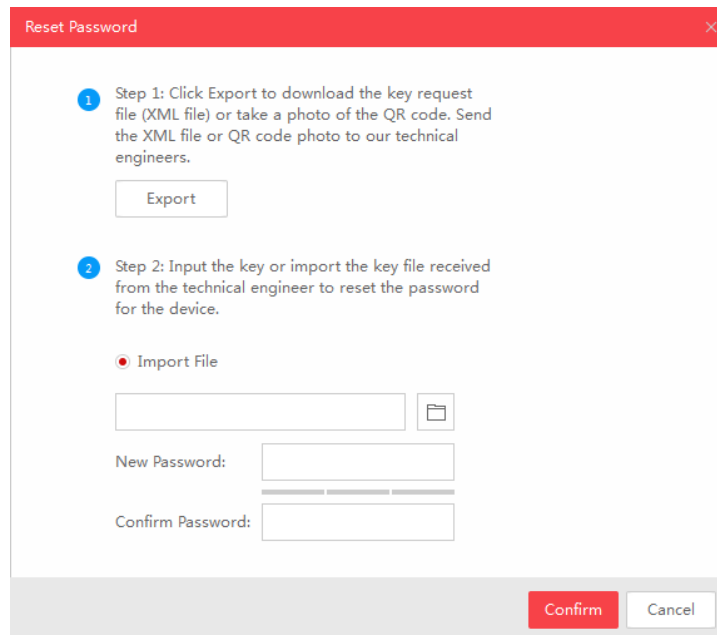 Reset Password
1
Step 1: Click Export to download the key request
file (XML file) or take a photo of the QR code. Send
the XML file or QR code photo to our technical
engineers.
Export
2
Step 2: Input the key or import the key file received
from the technical engineer to reset the password
for the device.
Import File
New Password:
Confirm Password:
Confirm
Cancel